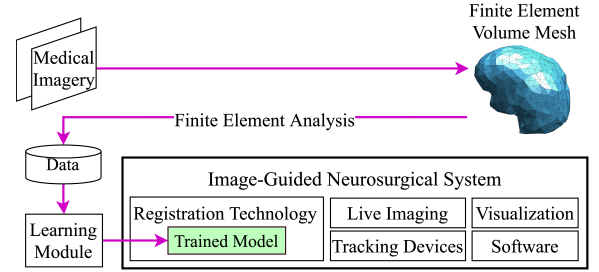 Finite Element
Volume Mesh
Medical
Imagery
Finite Element Analysis
Data
Image-Guided Neurosurgical System
Learning
Module
Registration Technology
Trained Model
Live Imaging
Visualization
Tracking Devices
Software